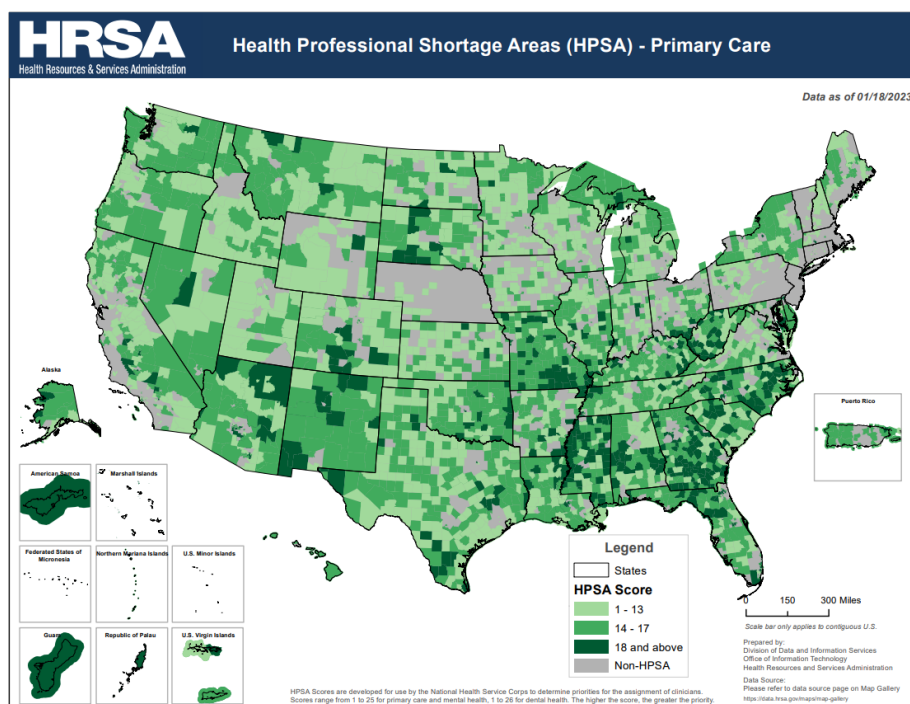 HRSA
Health Resources & Services Administration
Health Professional Shortage Areas (HPSA) - Primary Care
Data as of 01/18/2023
Alaska
Puerto Rico
American Samoa
Marshall Islands
Federated States of
Micronesia
Northern Mariana Islands
U.S. Minor Islands
Guam
Republic of Palau
U.S. Virgin Islands
Legend
States
HPSA Score
1 - 13
14 - 17
18 and above
Non-HPSA
0 150 300 Miles
Scale bar only applies to contiguous U.S.
Prepared by:
Division of Data and Information Services
Office of Information Technology
Health Resources and Services Administration
Data Source:
Please refer to data source page on Map Gallery
https://data.hrsa.gov/maps/map-gallery
HPSA Scores are developed for use by the National Health Service Corps to determine priorities for the assignment of clinicians.
Scores range from 1 to 25 for primary care and mental health, 1 to 26 for dental health. The higher the score, the greater the priority.